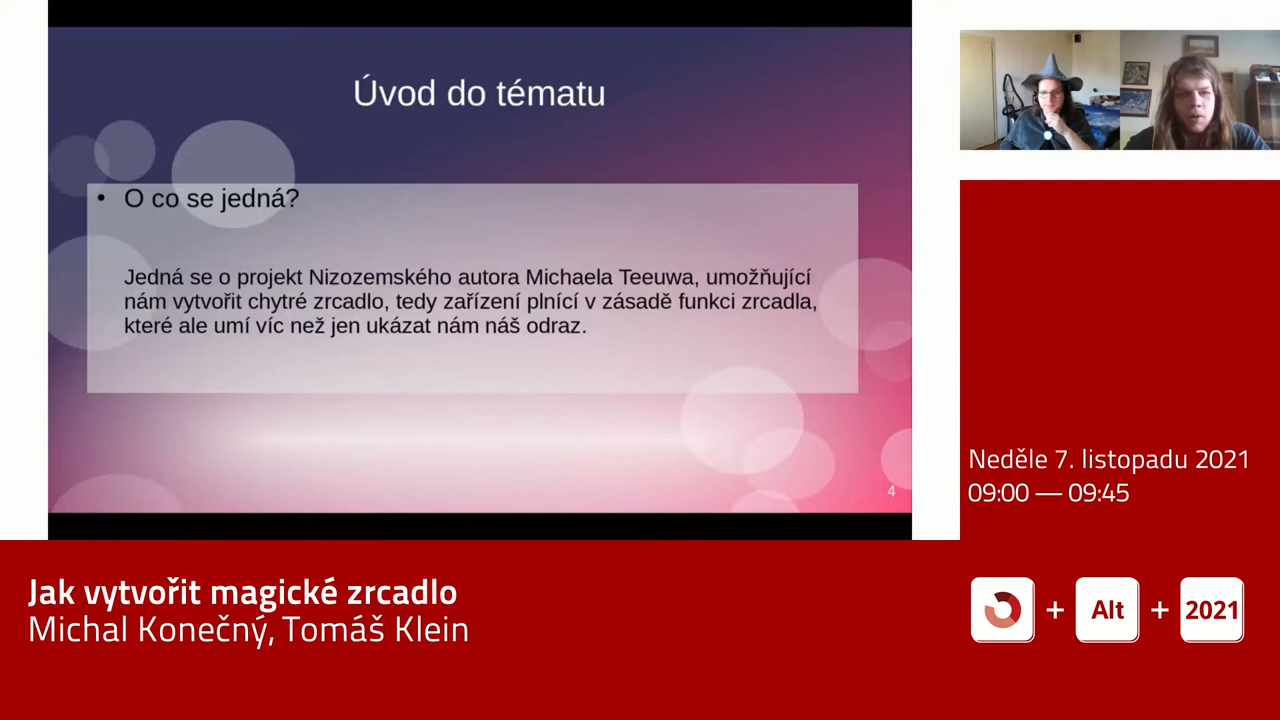 Úvod do tématu
• O co se jedná?
Jedná se o projekt Nizozemského autora Michaela Teeuwa, umožňující
nám vytvořit chytré zrcadlo, tedy zařízení plnící v zásadě funkci zrcadla,
které ale umí víc než jen ukázat nám náš odraz.
4
Neděle 7. listopadu 2021
09:00 — 09:45
Jak vytvořit magické zrcadlo
Michal Konečný, Tomáš Klein
+ Alt + 2021